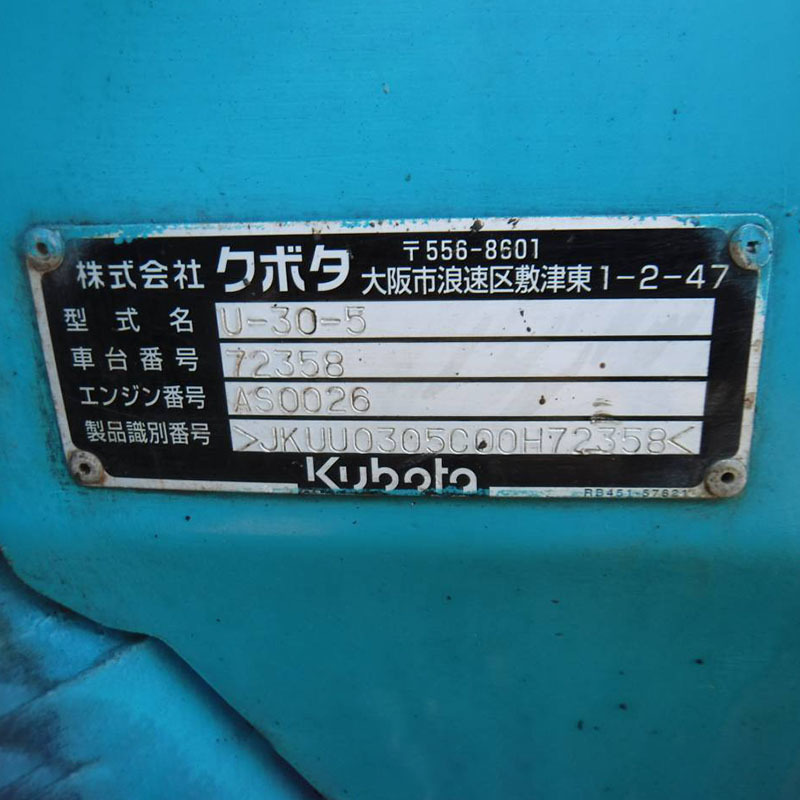 株式会社 クボタ 〒556-8601
大阪市浪速区敷津東1-2-47
型式名 U-30-5
車台番号 72358
エンジン番号 AS0026
製品識別番号 >JKUU0305C00H72358<
Kubota
RB451-57621